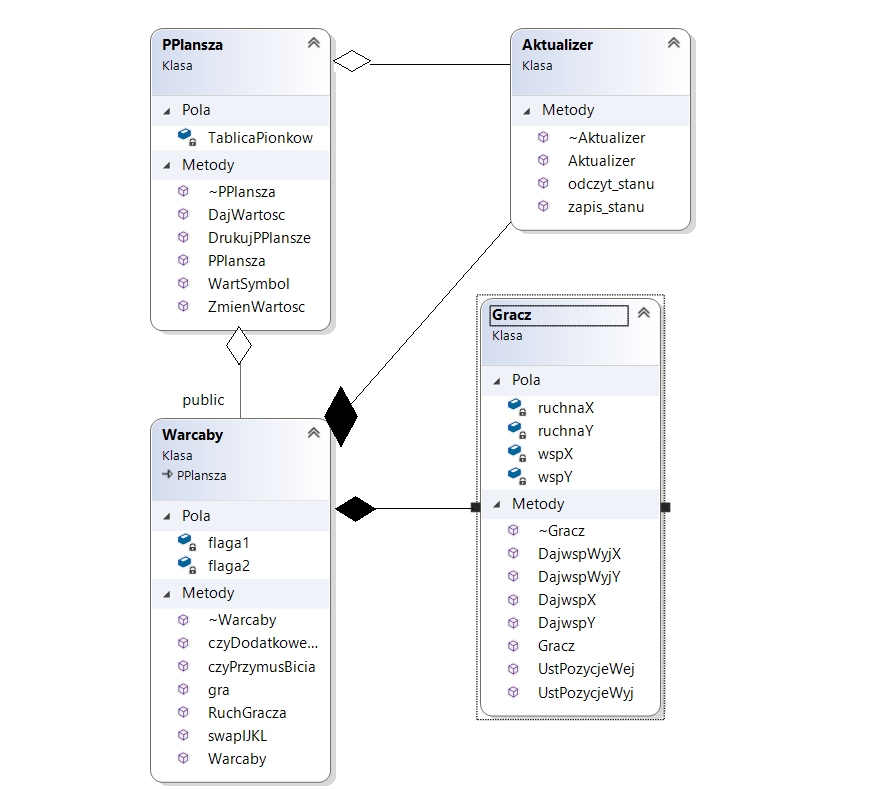 PPlansza
Klasa
Pola
TablicaPionkow
Metody
~PPlansza
DajWartosc
DrukujPPlansze
PPlansza
WartSymbol
ZmienWartosc
Aktualizer
Klasa
Metody
~Aktualizer
Aktualizer
odczyt_stanu
zapis_stanu
public
Warcaby
Klasa
PPlansza
Pola
flaga1
flaga2
Metody
~Warcaby
czyDodatkowe...
czyPrzymusBicia
gra
RuchGracza
swapIJKL
Warcaby
Gracz
Klasa
Pola
ruchnaX
ruchnaY
wspX
wspY
Metody
~Gracz
DajwspWyjX
DajwspWyjY
DajwspX
DajwspY
Gracz
UstPozycjeWej
UstPozycjeWyj